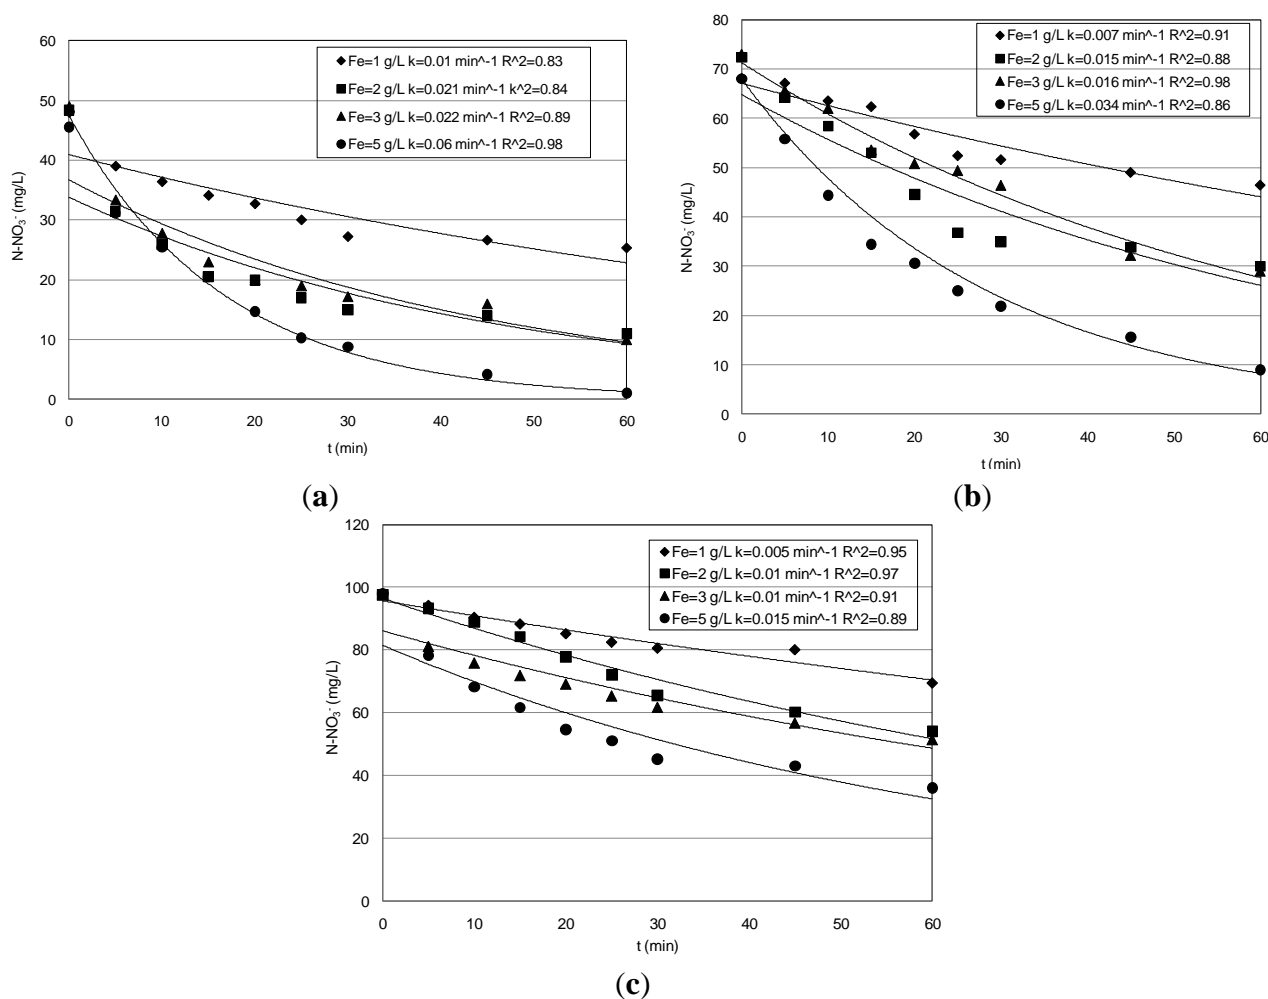 60
50
40
30
20
10
0
N-NO₃⁻ (mg/L)
Fe=1 g/L k=0.01 min^-1 R^2=0.83
Fe=2 g/L k=0.021 min^-1 k^2=0.84
Fe=3 g/L k=0.022 min^-1 R^2=0.89
Fe=5 g/L k=0.06 min^-1 R^2=0.98
0 10 20 30 40 50 60
t (min)
(a)
80
70
60
50
40
30
20
10
0
N-NO₃⁻ (mg/L)
Fe=1 g/L k=0.007 min^-1 R^2=0.91
Fe=2 g/L k=0.015 min^-1 R^2=0.88
Fe=3 g/L k=0.016 min^-1 R^2=0.98
Fe=5 g/L k=0.034 min^-1 R^2=0.86
0 10 20 30 40 50 60
t (min)
(b)
120
100
80
60
40
20
0
N-NO₃⁻ (mg/L)
Fe=1 g/L k=0.005 min^-1 R^2=0.95
Fe=2 g/L k=0.01 min^-1 R^2=0.97
Fe=3 g/L k=0.01 min^-1 R^2=0.91
Fe=5 g/L k=0.015 min^-1 R^2=0.89
0 10 20 30 40 50 60
t (min)
(c)